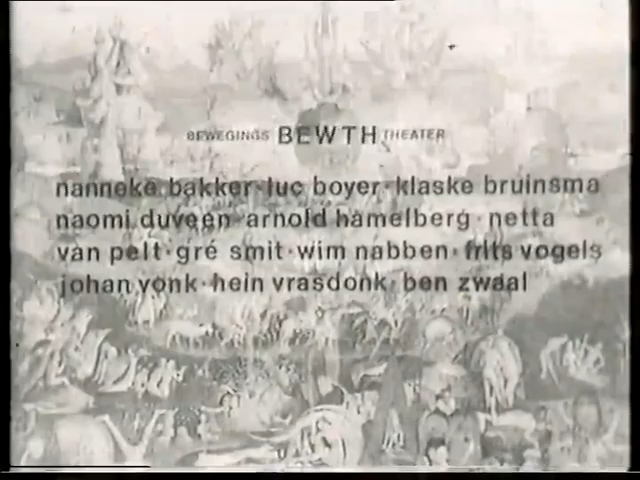 BEWEGINGS BEWTH THEATER
nanneke bakker·luc boyer·klaske bruinsma
naomi duveen·arnold hamelberg·netta
van pelt·gré smit·wim nabben·frits vogels
johan vonk·hein vrasdonk·ben zwaal